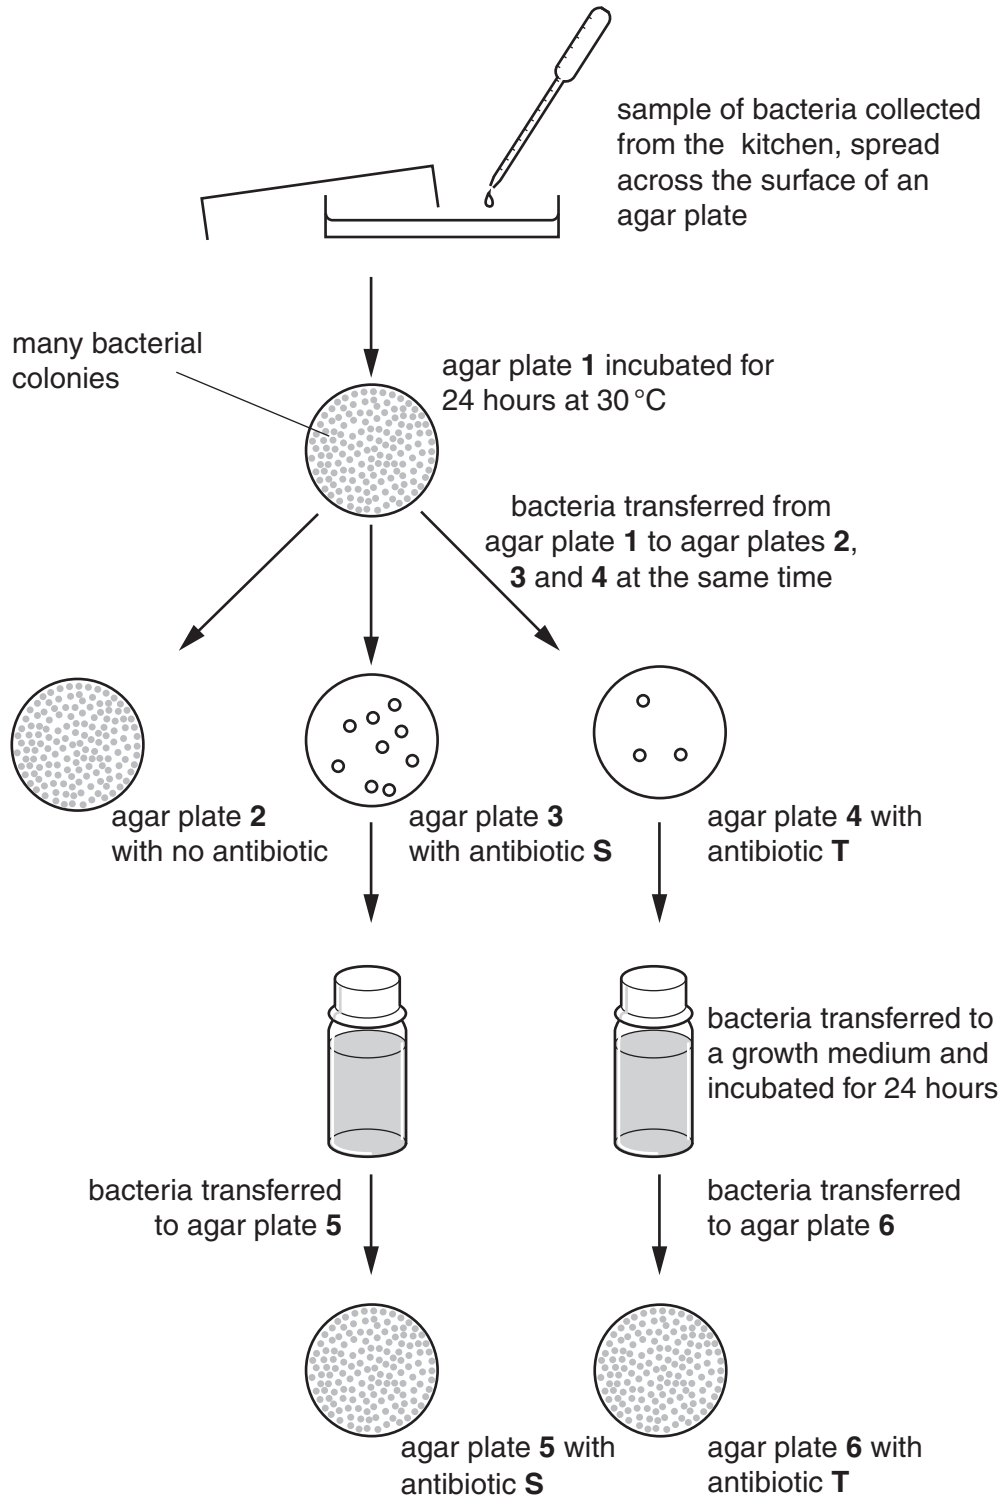 sample of bacteria collected
from the kitchen, spread
across the surface of an
agar plate
many bacterial
colonies
agar plate 1 incubated for
24 hours at 30 °C
bacteria transferred from
agar plate 1 to agar plates 2,
3 and 4 at the same time
agar plate 2
with no antibiotic
agar plate 3
with antibiotic S
agar plate 4 with
antibiotic T
bacteria transferred to
a growth medium and
incubated for 24 hours
bacteria transferred
to agar plate 5
bacteria transferred
to agar plate 6
agar plate 5 with
antibiotic S
agar plate 6 with
antibiotic T